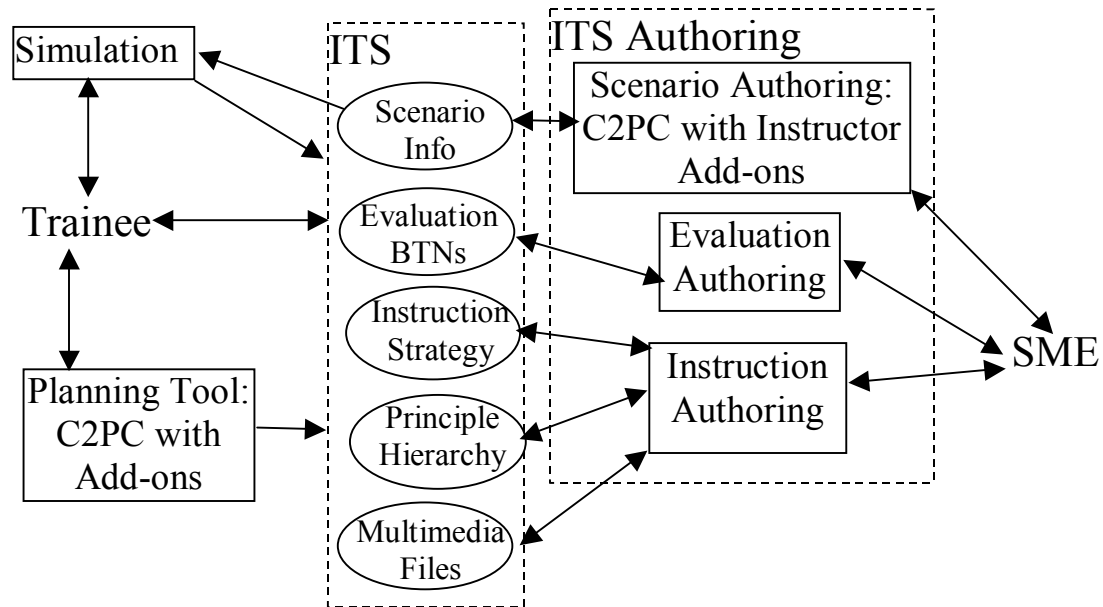 Simulation
Trainee
Planning Tool:
C2PC with
Add-ons
ITS
Scenario
Info
Evaluation
BTNs
Instruction
Strategy
Principle
Hierarchy
Multimedia
Files
ITS Authoring
Scenario Authoring:
C2PC with Instructor
Add-ons
Evaluation
Authoring
Instruction
Authoring
SME